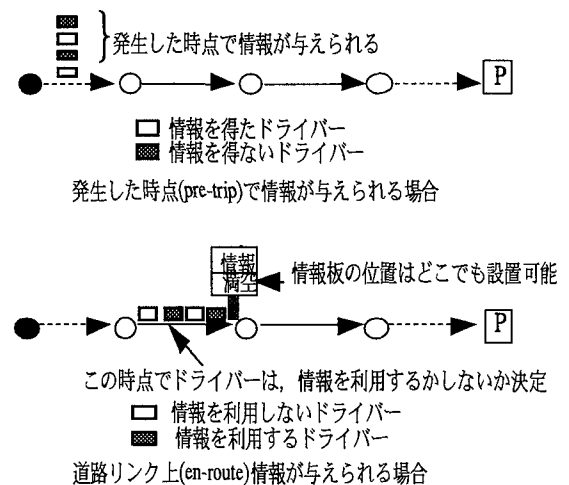 発生した時点で情報が与えられる
P
情報を得たドライバー
情報を得ないドライバー
発生した時点(pre-trip)で情報が与えられる場合
情報
満空
情報板の位置はどこでも設置可能
P
この時点でドライバーは，情報を利用するかしないか決定
情報を利用しないドライバー
情報を利用するドライバー
道路リンク上(en-route)情報が与えられる場合